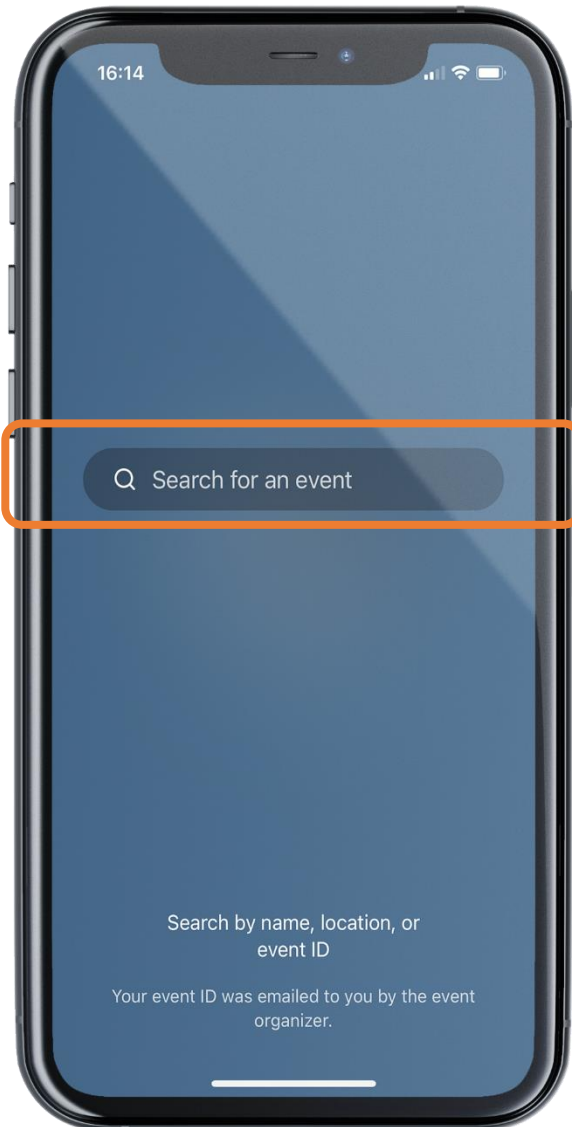 16:14
Search for an event
Search by name, location, or
event ID
Your event ID was emailed to you by the event
organizer.